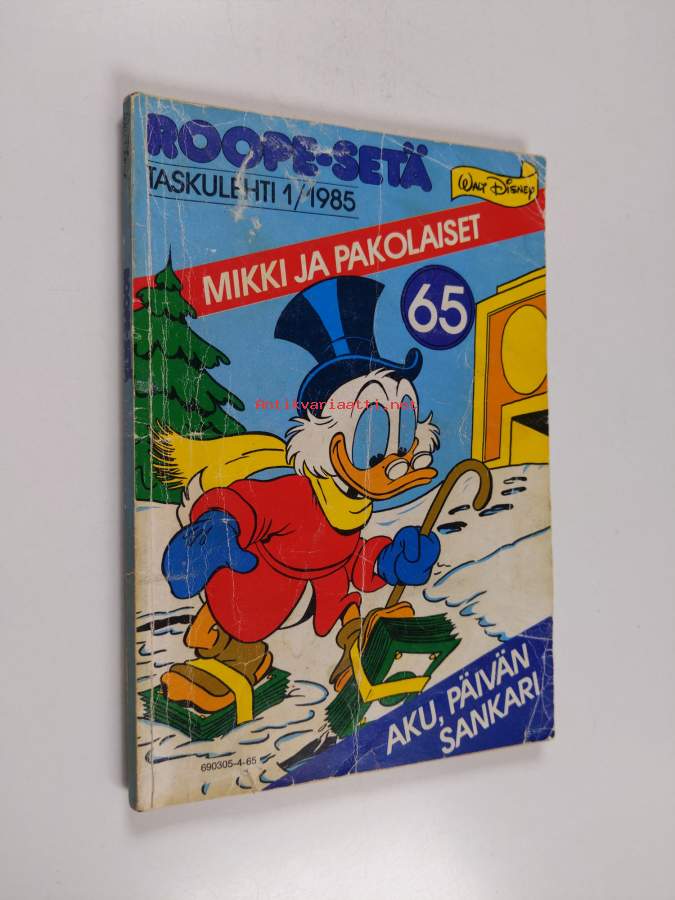 ROOPE-SETÄ
TASKULEHTI 1/1985
WALT DISNEY
MIKKI JA PAKOLAISET
65
Antikvariaatti.net
AKU, PÄIVÄN
SANKARI
690305-4-65